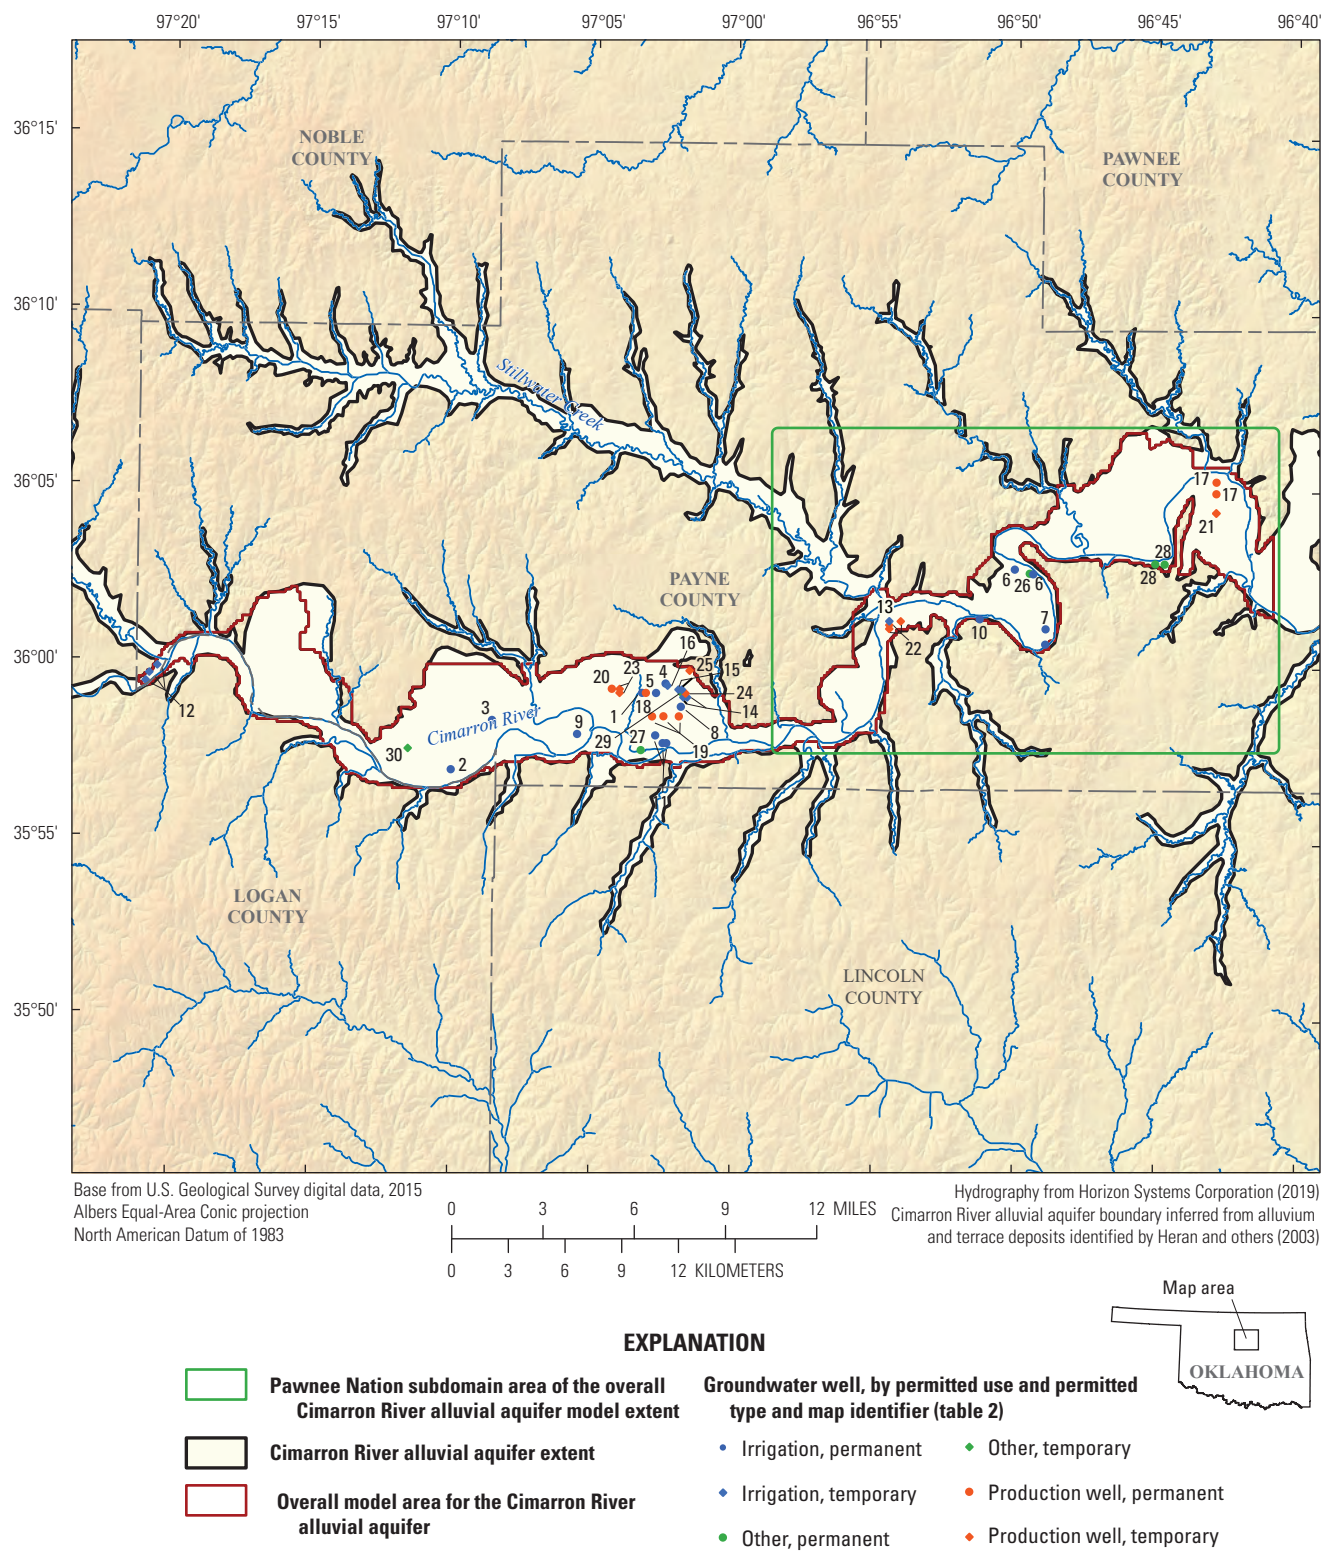 97°20' 97°15' 97°10' 97°05' 97°00' 96°55' 96°50' 96°45' 96°40'
36°15'
36°10'
36°05'
36°00'
35°55'
35°50'
NOBLE
COUNTY
PAWNEE
COUNTY
Stillwater Creek
PAYNE
COUNTY
17
17
21
28
28
6
26
6
7
10
13
22
16
25
15
23
4
20
5
24
1
18
14
3
Cimarron River
9
29
27
8
19
12
30
2
LOGAN
COUNTY
LINCOLN
COUNTY
Base from U.S. Geological Survey digital data, 2015
Albers Equal-Area Conic projection
North American Datum of 1983
0 3 6 9 12 MILES
0 3 6 9 12 KILOMETERS
Hydrography from Horizon Systems Corporation (2019)
Cimarron River alluvial aquifer boundary inferred from alluvium
and terrace deposits identified by Heran and others (2003)
Map area
OKLAHOMA
EXPLANATION
Pawnee Nation subdomain area of the overall
Cimarron River alluvial aquifer model extent
Cimarron River alluvial aquifer extent
Overall model area for the Cimarron River
alluvial aquifer
Groundwater well, by permitted use and permitted
type and map identifier (table 2)
Irrigation, permanent
Irrigation, temporary
Other, permanent
Other, temporary
Production well, permanent
Production well, temporary